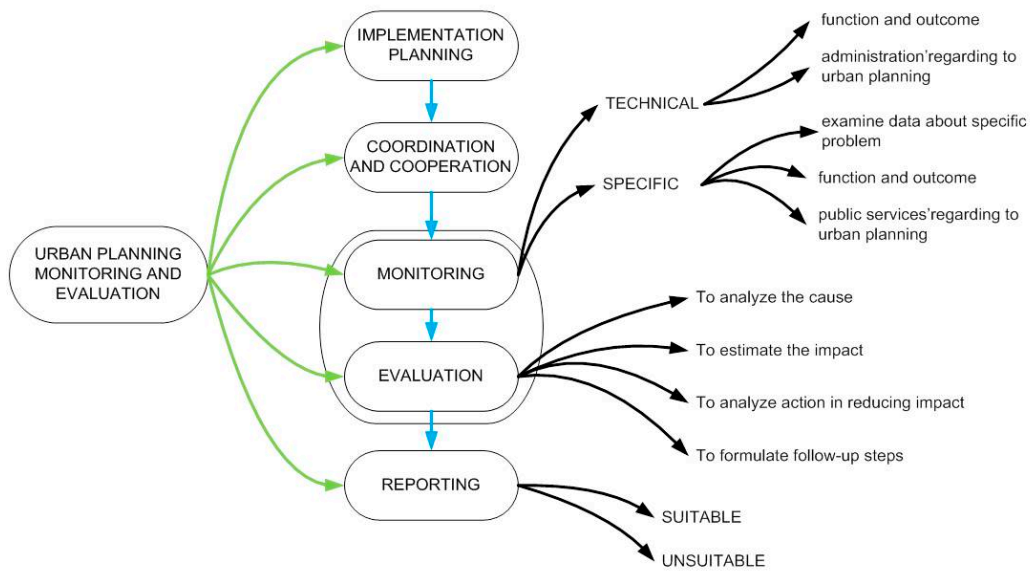 URBAN PLANNING
MONITORING AND
EVALUATION
IMPLEMENTATION
PLANNING
COORDINATION
AND COOPERATION
MONITORING
EVALUATION
REPORTING
TECHNICAL
function and outcome
administration'regarding to
urban planning
SPECIFIC
examine data about specific
problem
function and outcome
public services'regarding to
urban planning
To analyze the cause
To estimate the impact
To analyze action in reducing impact
To formulate follow-up steps
SUITABLE
UNSUITABLE